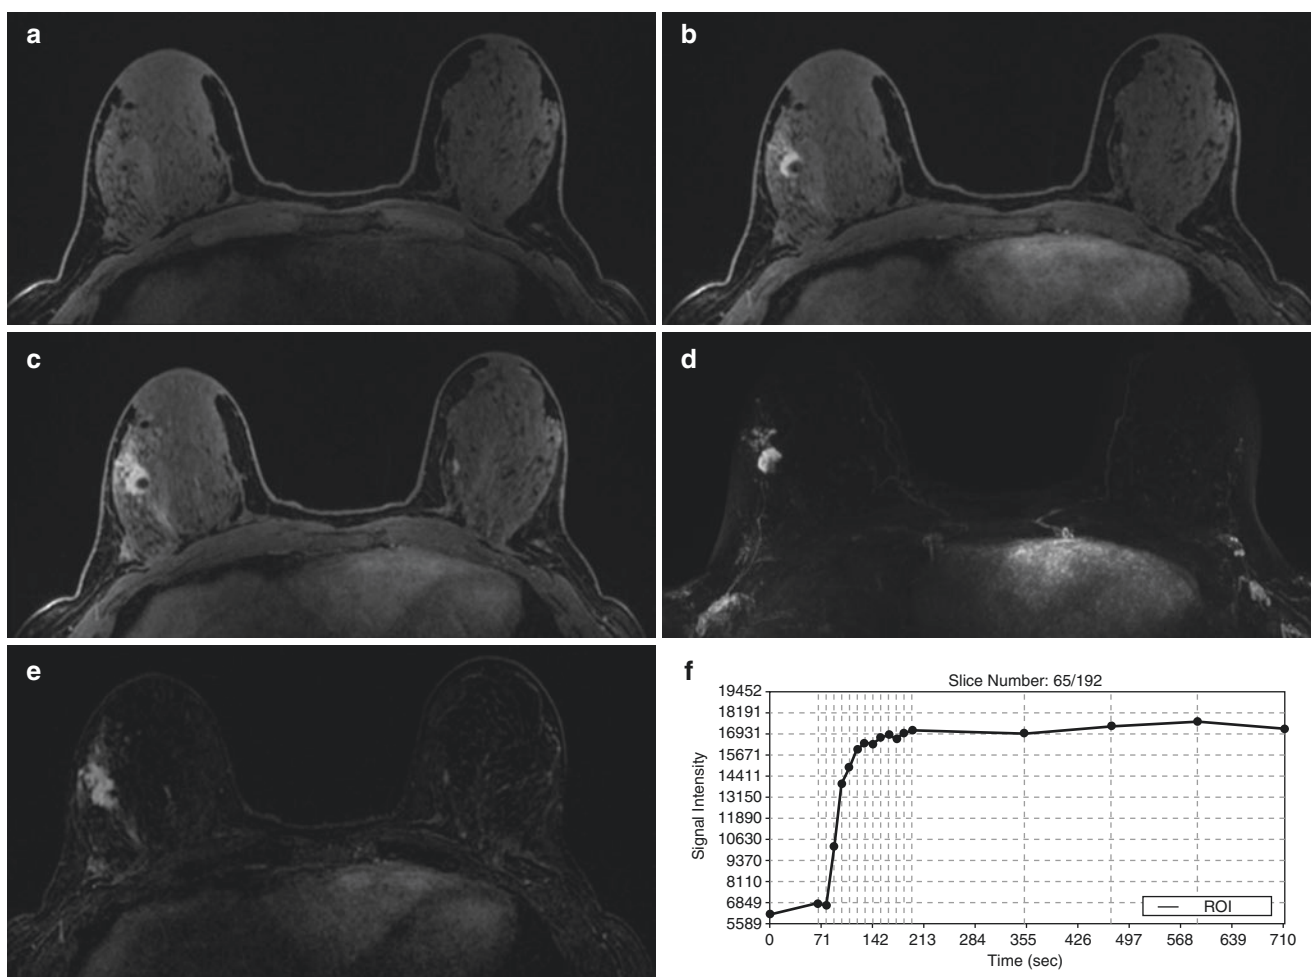 a
b
c
d
e
f
Slice Number: 65/192
19452
18191
16931
15671
14411
13150
11890
10630
9370
8110
6849
5589
Signal Intensity
ROI
0 71 142 213 284 355 426 497 568 639 710
Time (sec)